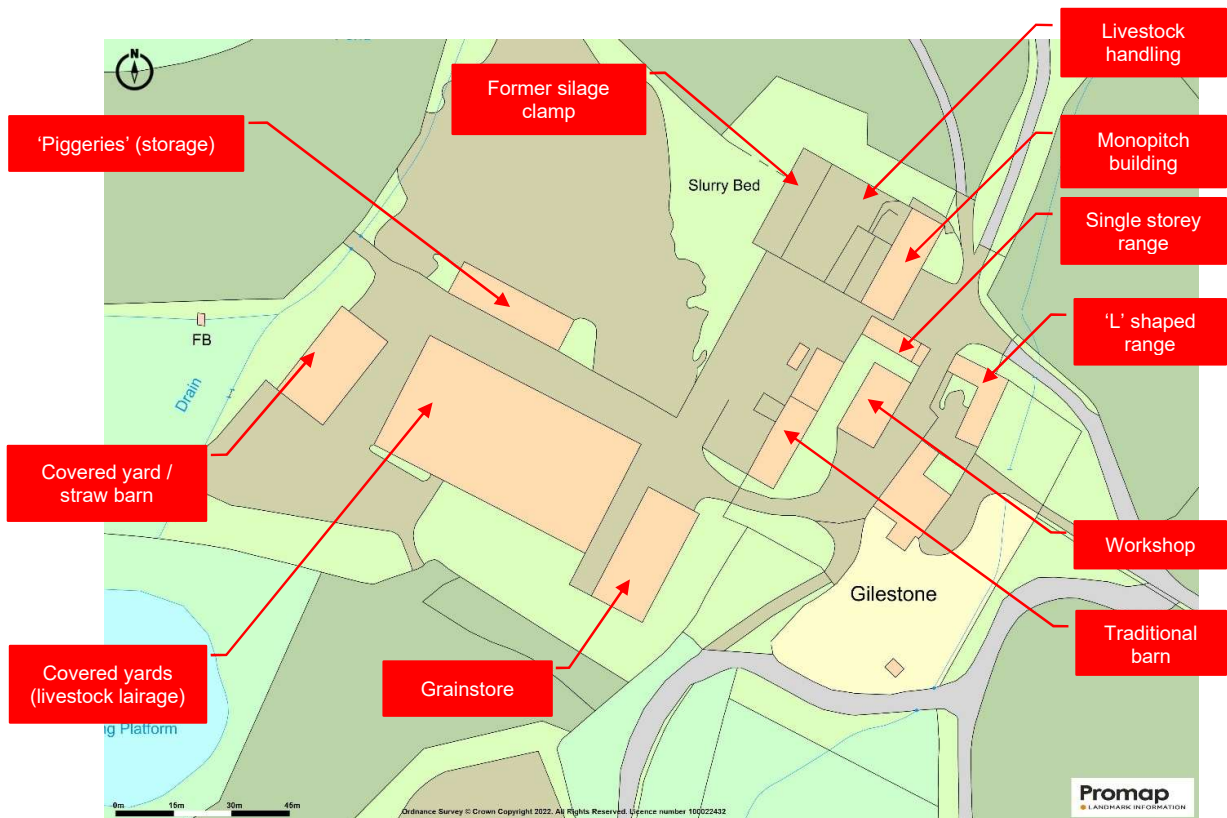 N
Livestock
handling
Former silage
clamp
Monopitch
building
'Piggeries' (storage)
Slurry Bed
Single storey
range
'L' shaped
range
FB
Drain
Covered yard /
straw barn
Workshop
Gilestone
Traditional
barn
Covered yards
(livestock lairage)
Grainstore
Platform
0m 15m 30m 45m
Ordnance Survey © Crown Copyright 2022. All Rights Reserved. Licence number 100022432
Promap
LANDMARK INFORMATION